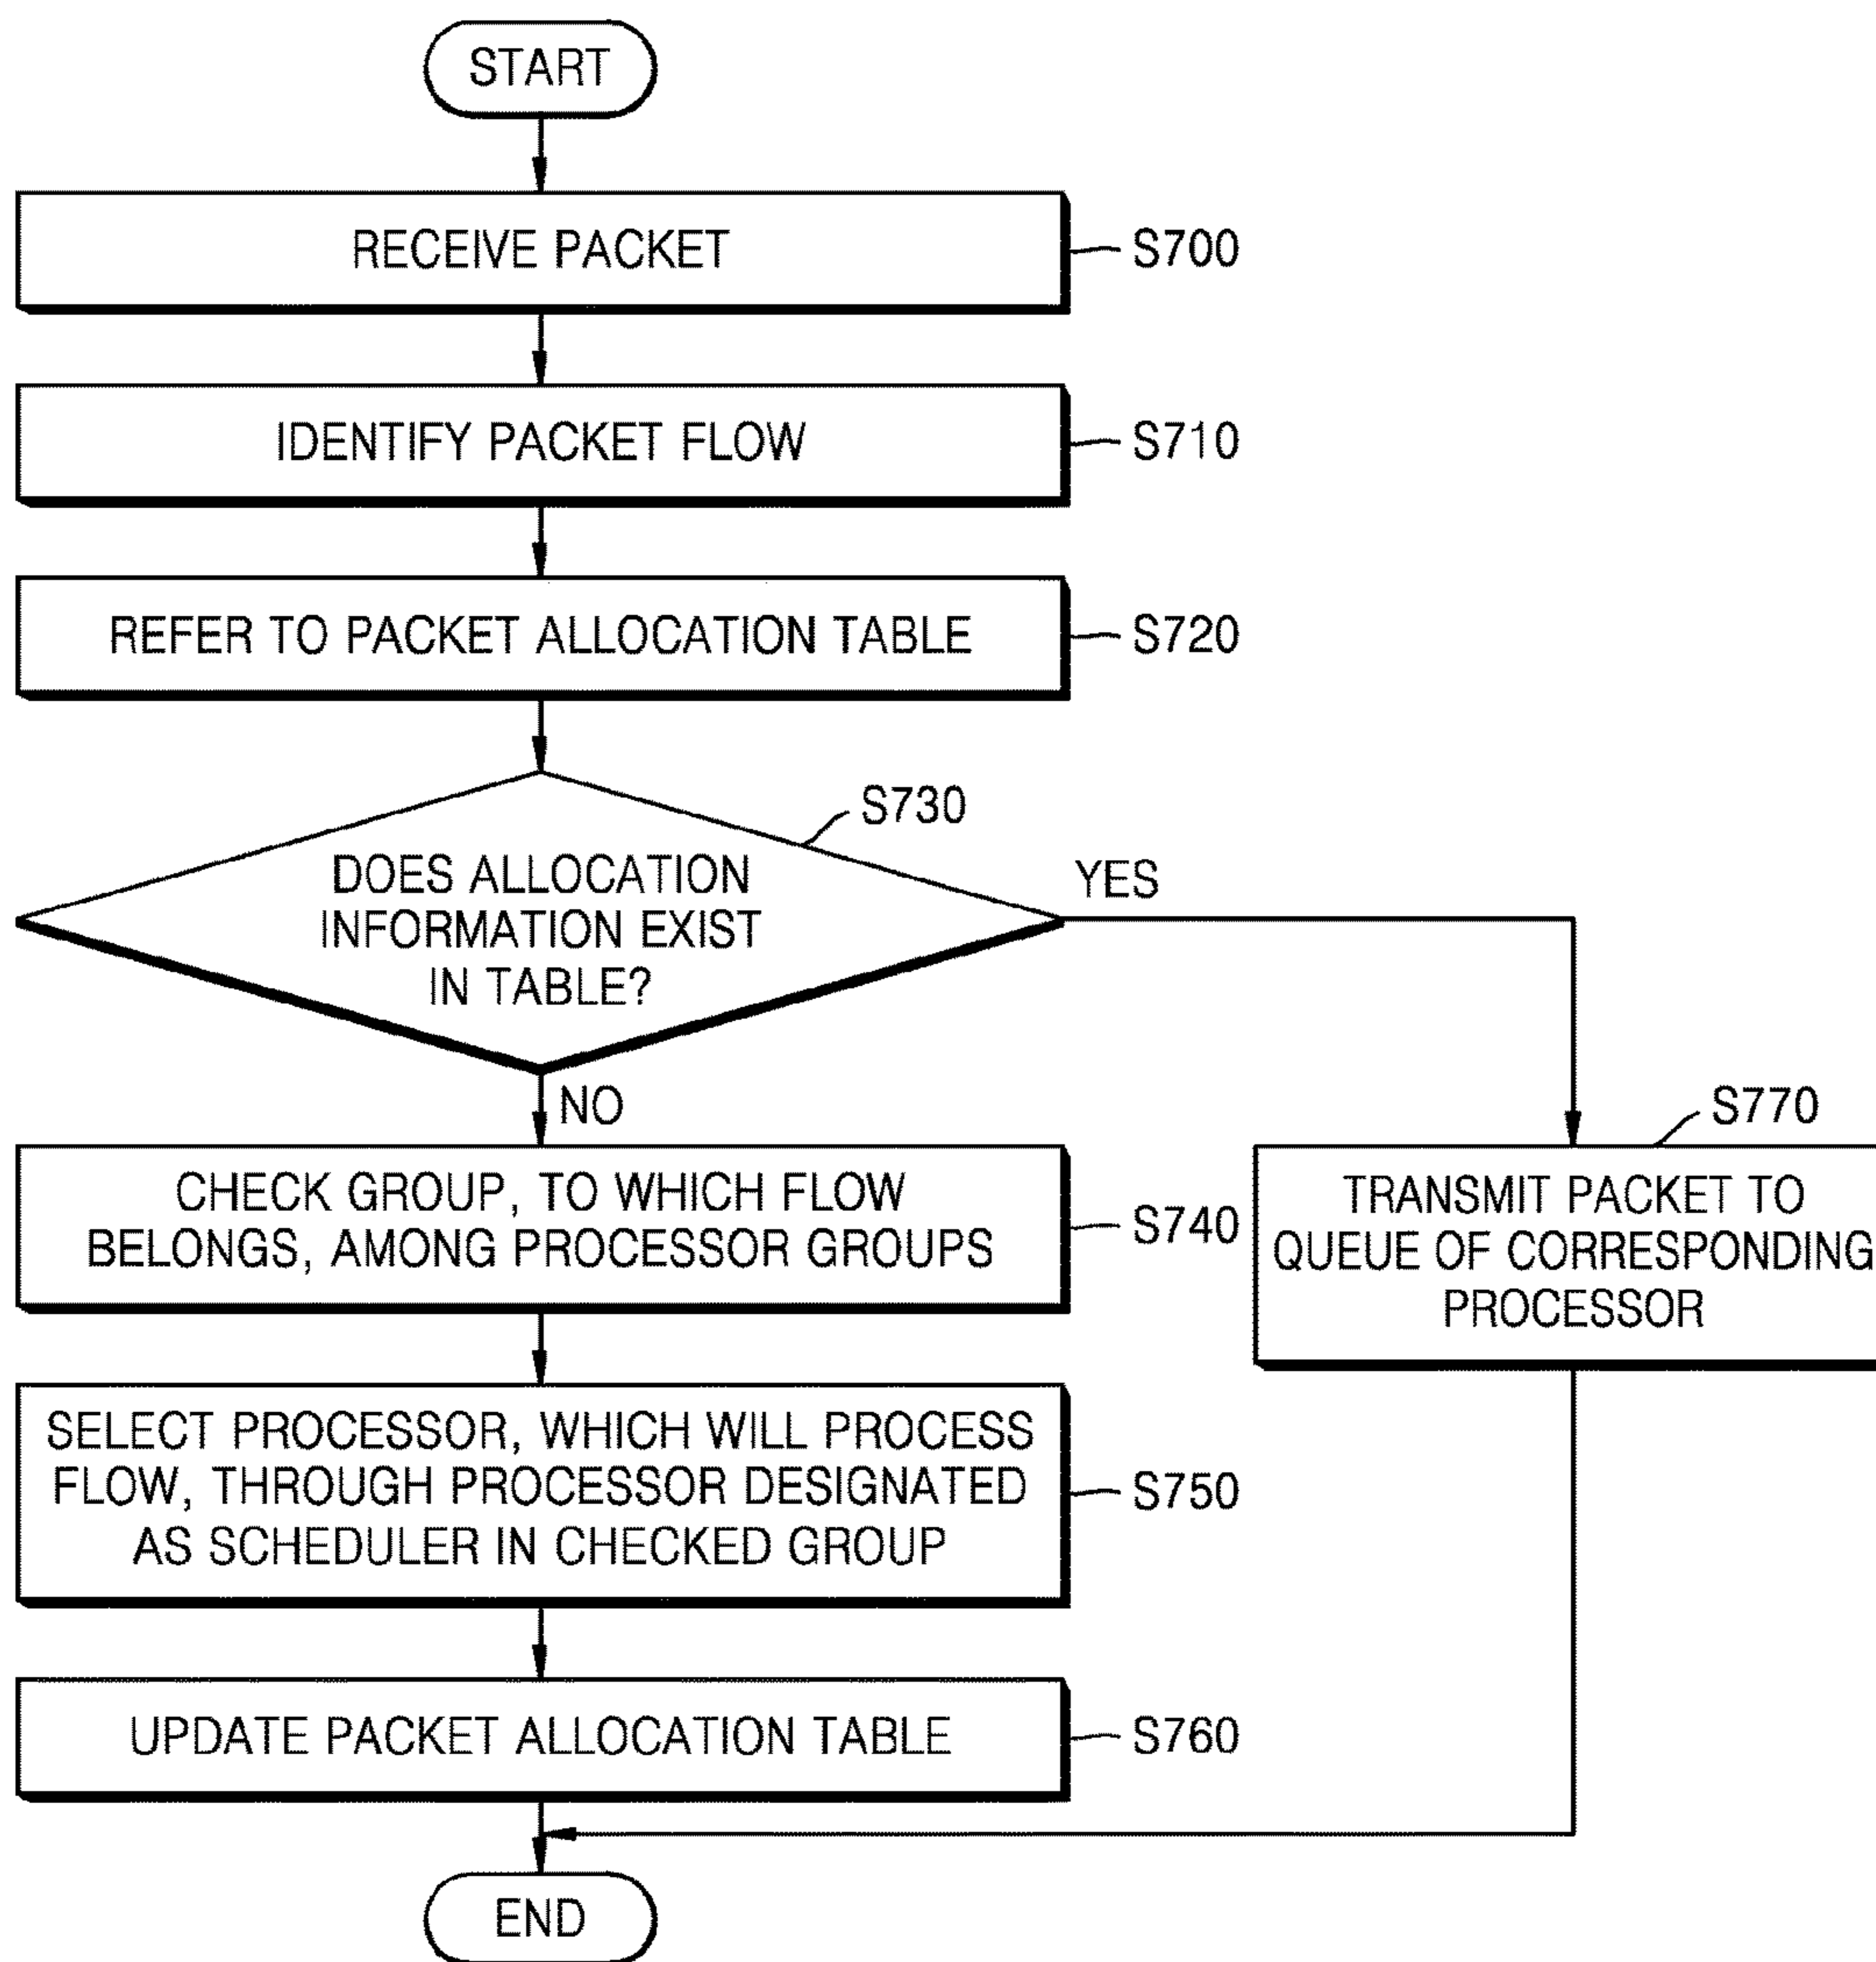 START
RECEIVE PACKET
S700
IDENTIFY PACKET FLOW
S710
REFER TO PACKET ALLOCATION TABLE
S720
S730
DOES ALLOCATION
INFORMATION EXIST
IN TABLE?
YES
NO
CHECK GROUP, TO WHICH FLOW
BELONGS, AMONG PROCESSOR GROUPS
S740
S770
TRANSMIT PACKET TO
QUEUE OF CORRESPONDING
PROCESSOR
SELECT PROCESSOR, WHICH WILL PROCESS
FLOW, THROUGH PROCESSOR DESIGNATED
AS SCHEDULER IN CHECKED GROUP
S750
UPDATE PACKET ALLOCATION TABLE
S760
END